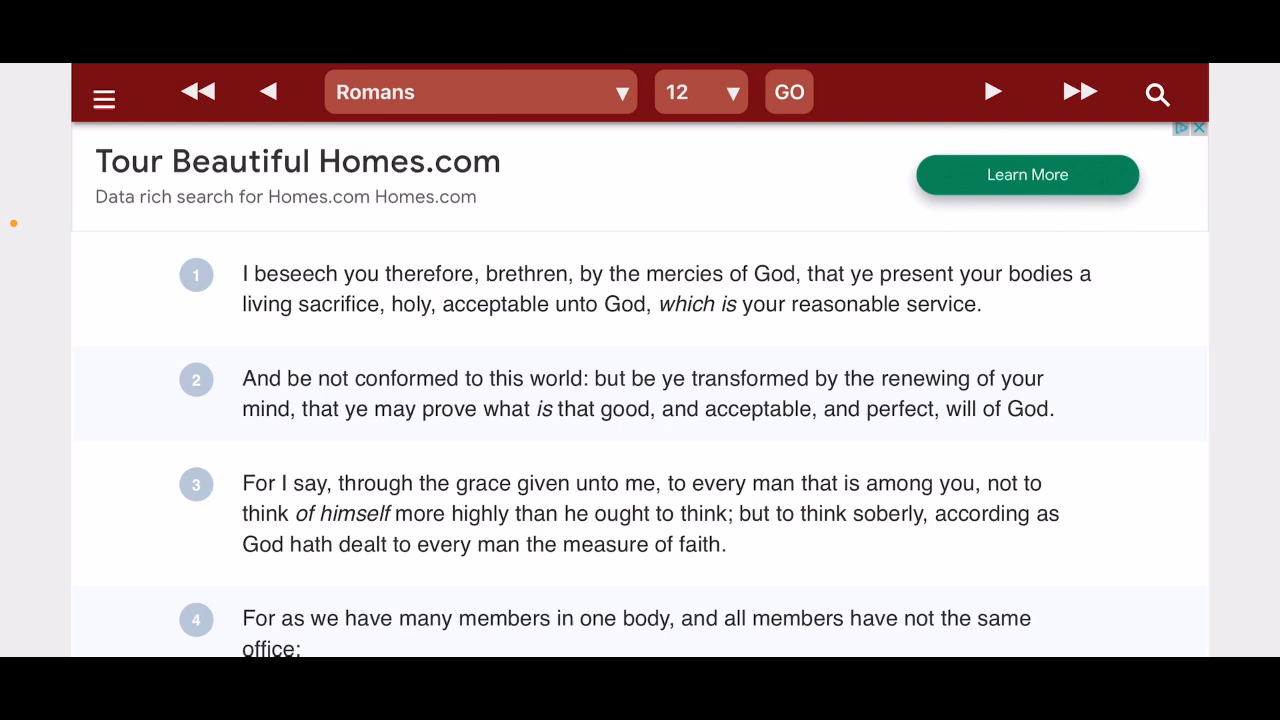 Romans ▼ 12 ▼ GO
Tour Beautiful Homes.com
Data rich search for Homes.com Homes.com
Learn More
1 I beseech you therefore, brethren, by the mercies of God, that ye present your bodies a
living sacrifice, holy, acceptable unto God, which is your reasonable service.
2 And be not conformed to this world: but be ye transformed by the renewing of your
mind, that ye may prove what is that good, and acceptable, and perfect, will of God.
3 For I say, through the grace given unto me, to every man that is among you, not to
think of himself more highly than he ought to think; but to think soberly, according as
God hath dealt to every man the measure of faith.
4 For as we have many members in one body, and all members have not the same
office: